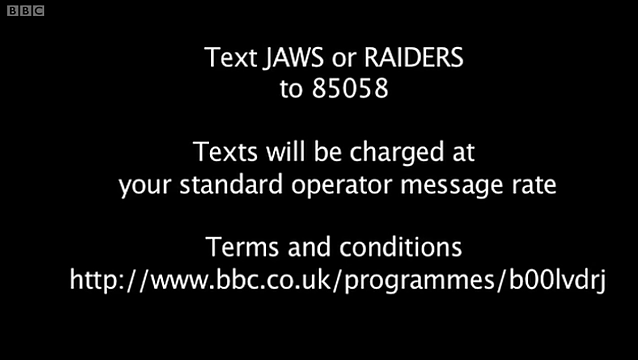 BBC
Text JAWS or RAIDERS
to 85058
Texts will be charged at
your standard operator message rate
Terms and conditions
http://www.bbc.co.uk/programmes/b00lvdrj